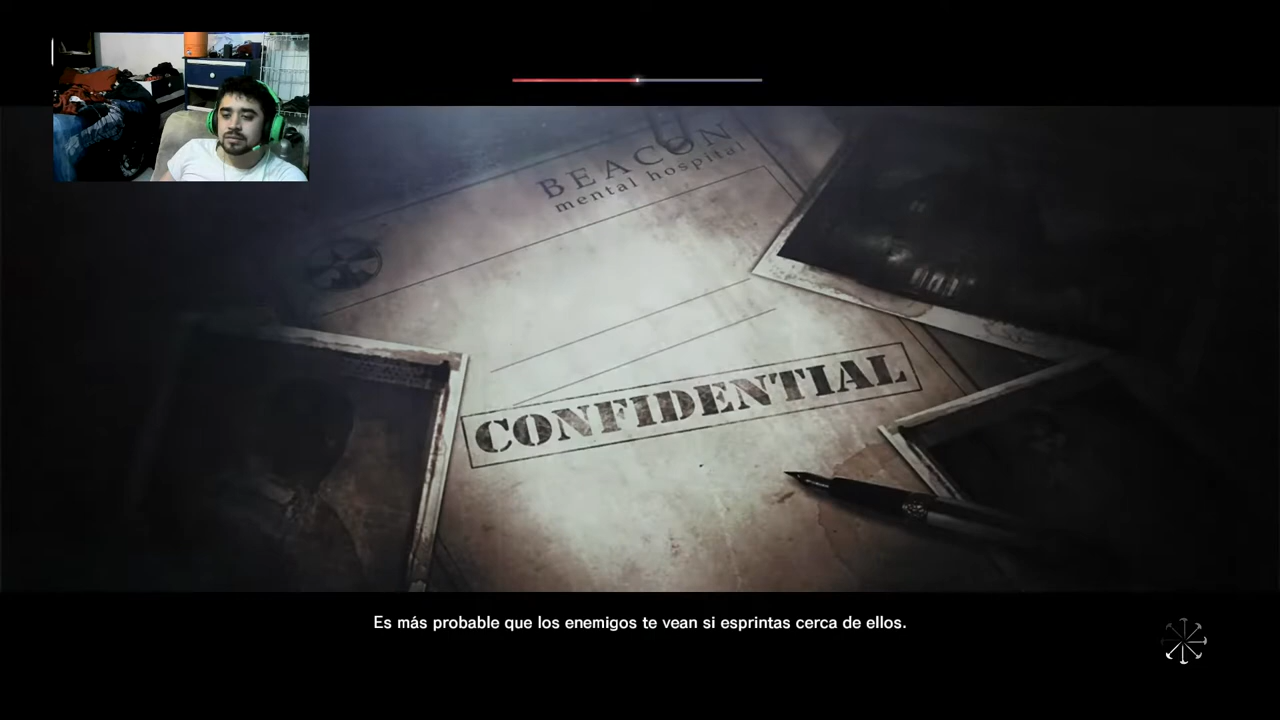 BEACON
mental hospital
CONFIDENTIAL
Es más probable que los enemigos te vean si esprintas cerca de ellos.